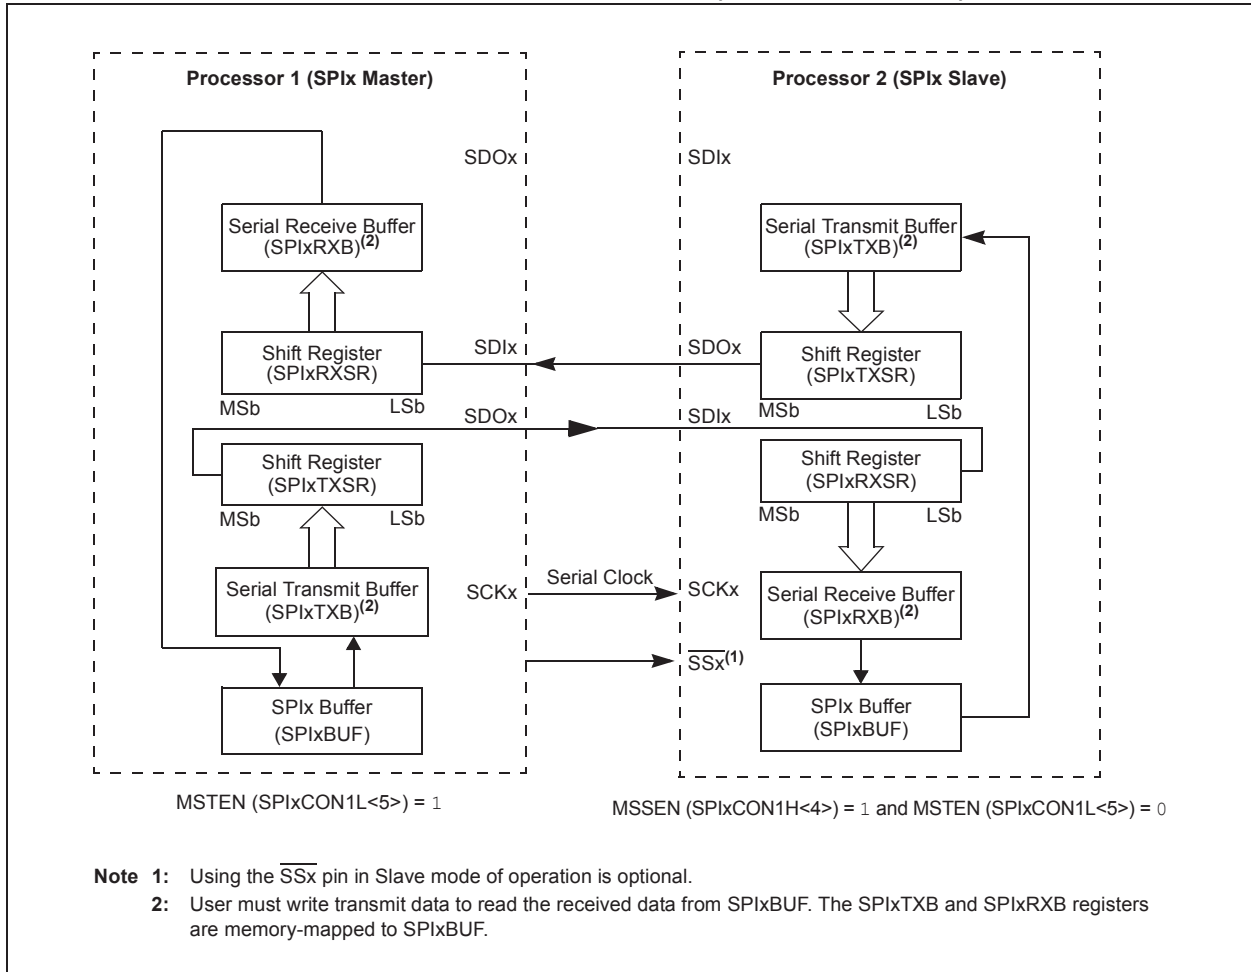 Processor 1 (SPIx Master)
Processor 2 (SPIx Slave)
SDOx
SDIx
Serial Receive Buffer
(SPIxRXB)(2)
Serial Transmit Buffer
(SPIxTXB)(2)
Shift Register
(SPIxRXSR)
SDIx
SDOx
Shift Register
(SPIxTXSR)
MSb
LSb
MSb
LSb
SDOx
SDIx
Shift Register
(SPIxTXSR)
Shift Register
(SPIxRXSR)
MSb
LSb
MSb
LSb
Serial Transmit Buffer
(SPIxTXB)(2)
SCKx
Serial Clock
SCKx
Serial Receive Buffer
(SPIxRXB)(2)
SSx(1)
SPIx Buffer
(SPIxBUF)
SPIx Buffer
(SPIxBUF)
MSTEN (SPIxCON1L<5>) = 1
MSSEN (SPIxCON1H<4>) = 1 and MSTEN (SPIxCON1L<5>) = 0
Note 1: Using the SSx pin in Slave mode of operation is optional.
2: User must write transmit data to read the received data from SPIxBUF. The SPIxTXB and SPIxRXB registers
are memory-mapped to SPIxBUF.